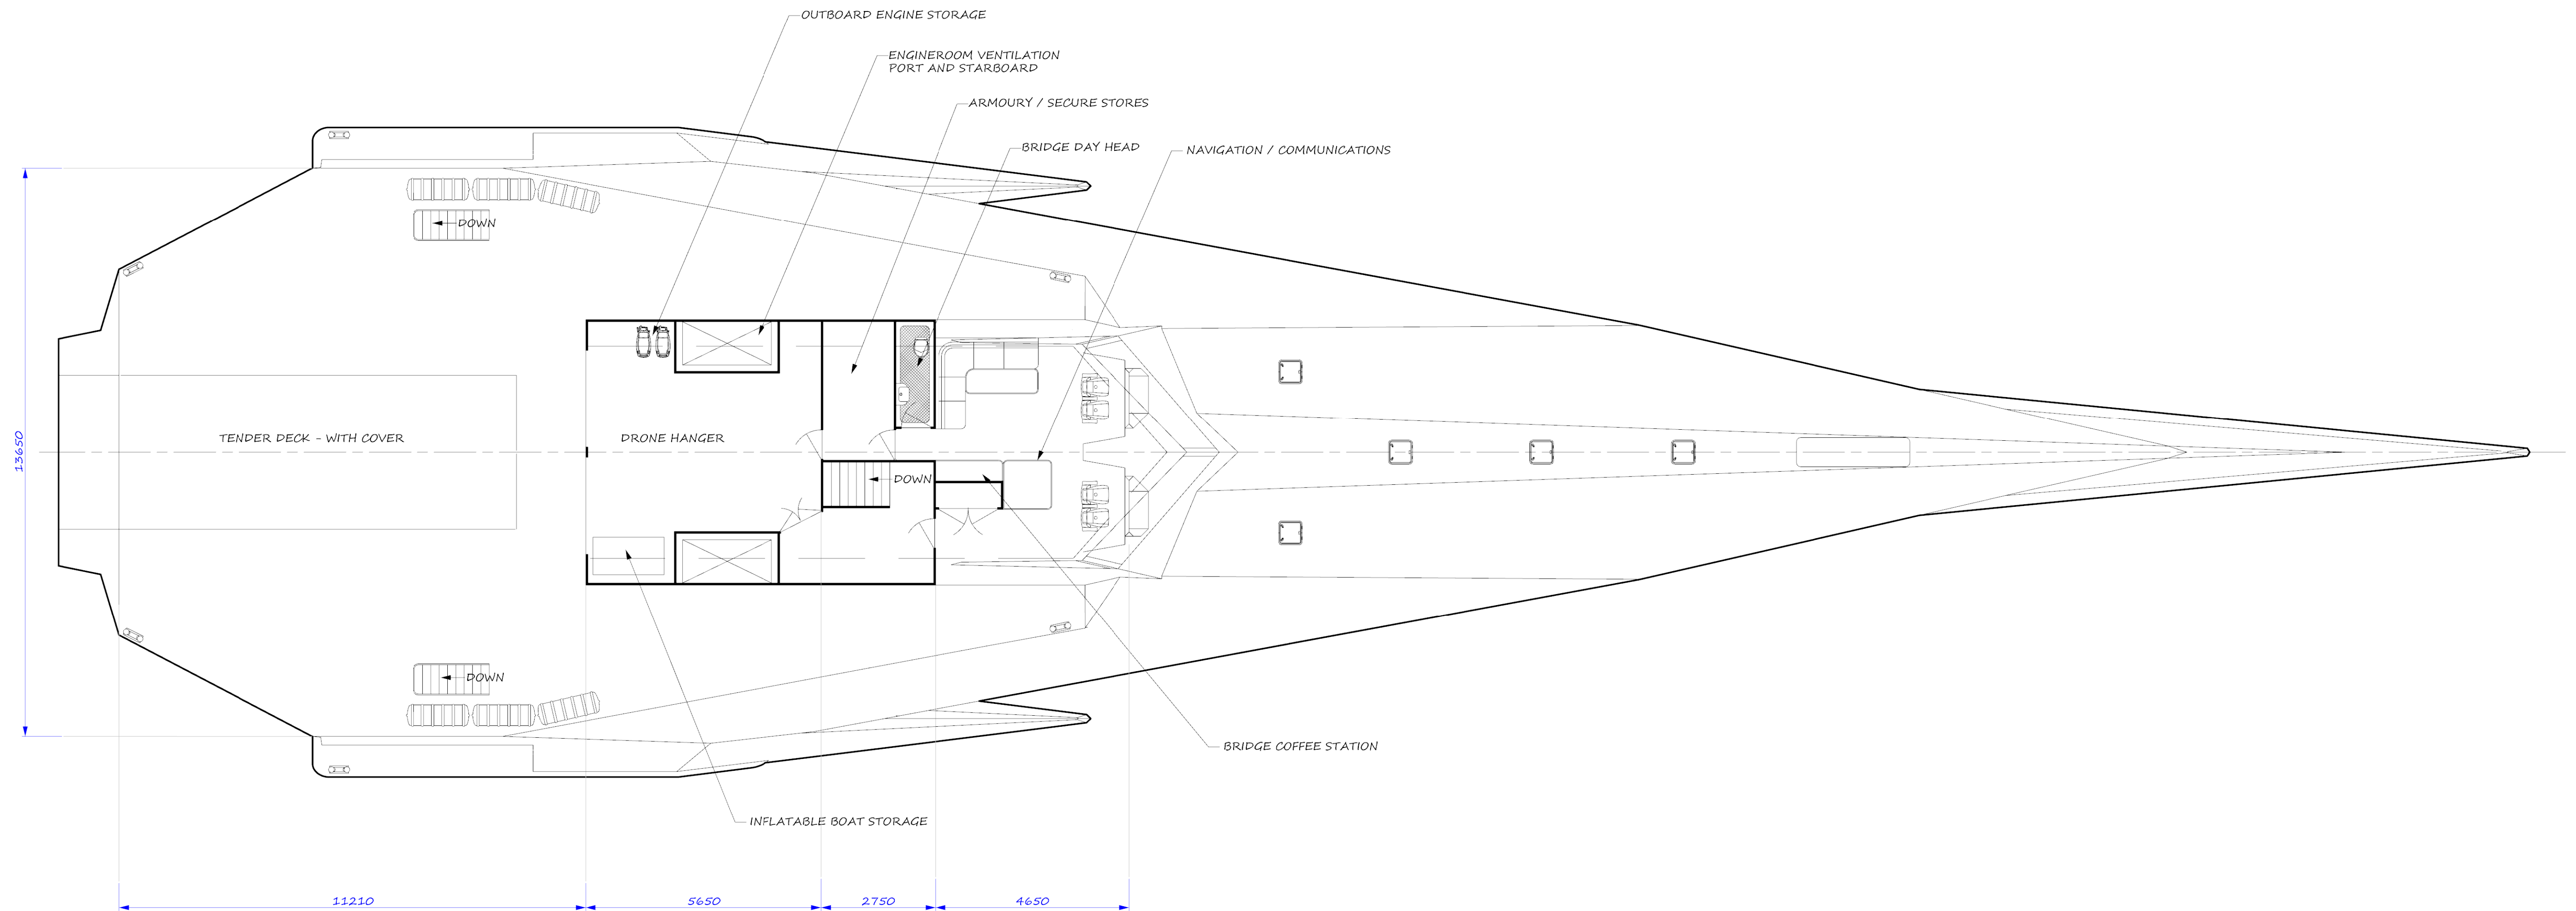 OUTBOARD ENGINE STORAGE
ENGINEROOM VENTILATION
PORT AND STARBOARD
ARMOURY / SECURE STORES
BRIDGE DAY HEAD
NAVIGATION / COMMUNICATIONS
DOWN
TENDER DECK - WITH COVER
DRONE HANGER
13650
DOWN
DOWN
BRIDGE COFFEE STATION
INFLATABLE BOAT STORAGE
11210
5650
2750
4650